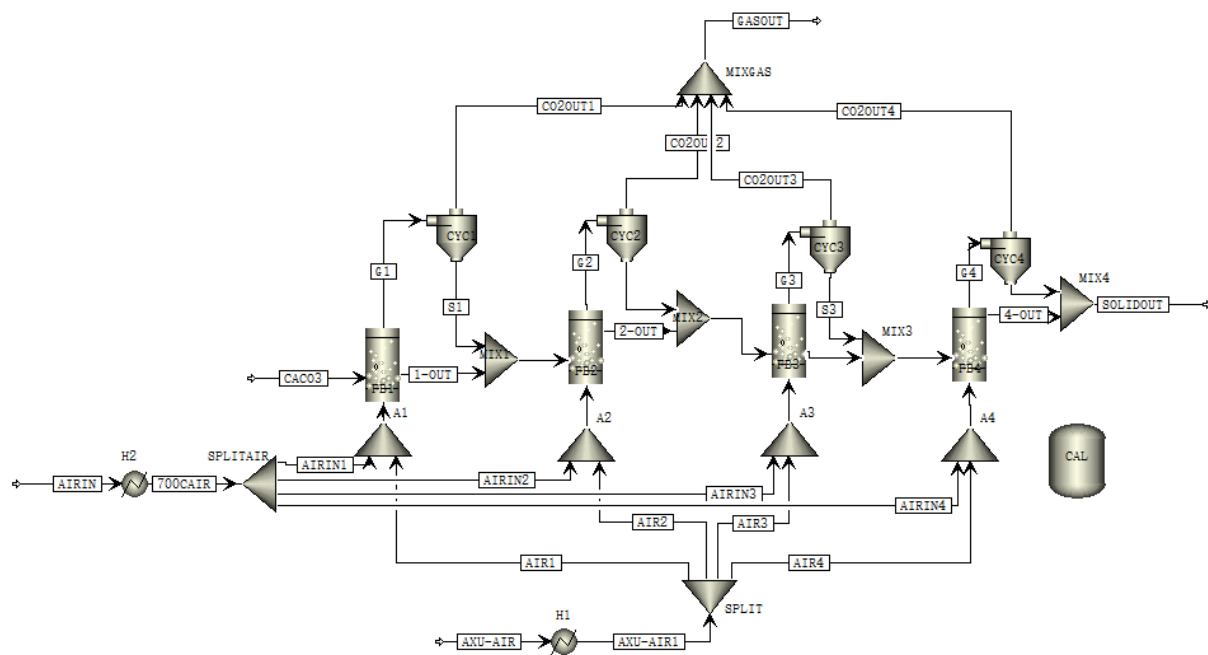 GASOUT
MIXGAS
CO2OUT1
CO2OUT4
CO2OUT2
CO2OUT3
CYC1
CYC2
CYC3
CYC4
G1
G2
G3
G4
MIX4
SOLIDOUT
S1
S3
MIX1
MIX2
MIX3
2-OUT
4-OUT
1-OUT
CACO3
FB1
FB2
FB3
FB4
A1
A2
A3
A4
H2
SPLITAIR
CAL
AIRIN
700CAIR
AIRIN1
AIRIN2
AIRIN3
AIRIN4
AIR2
AIR3
AIR1
AIR4
SPLIT
H1
AXU-AIR
AXU-AIR1